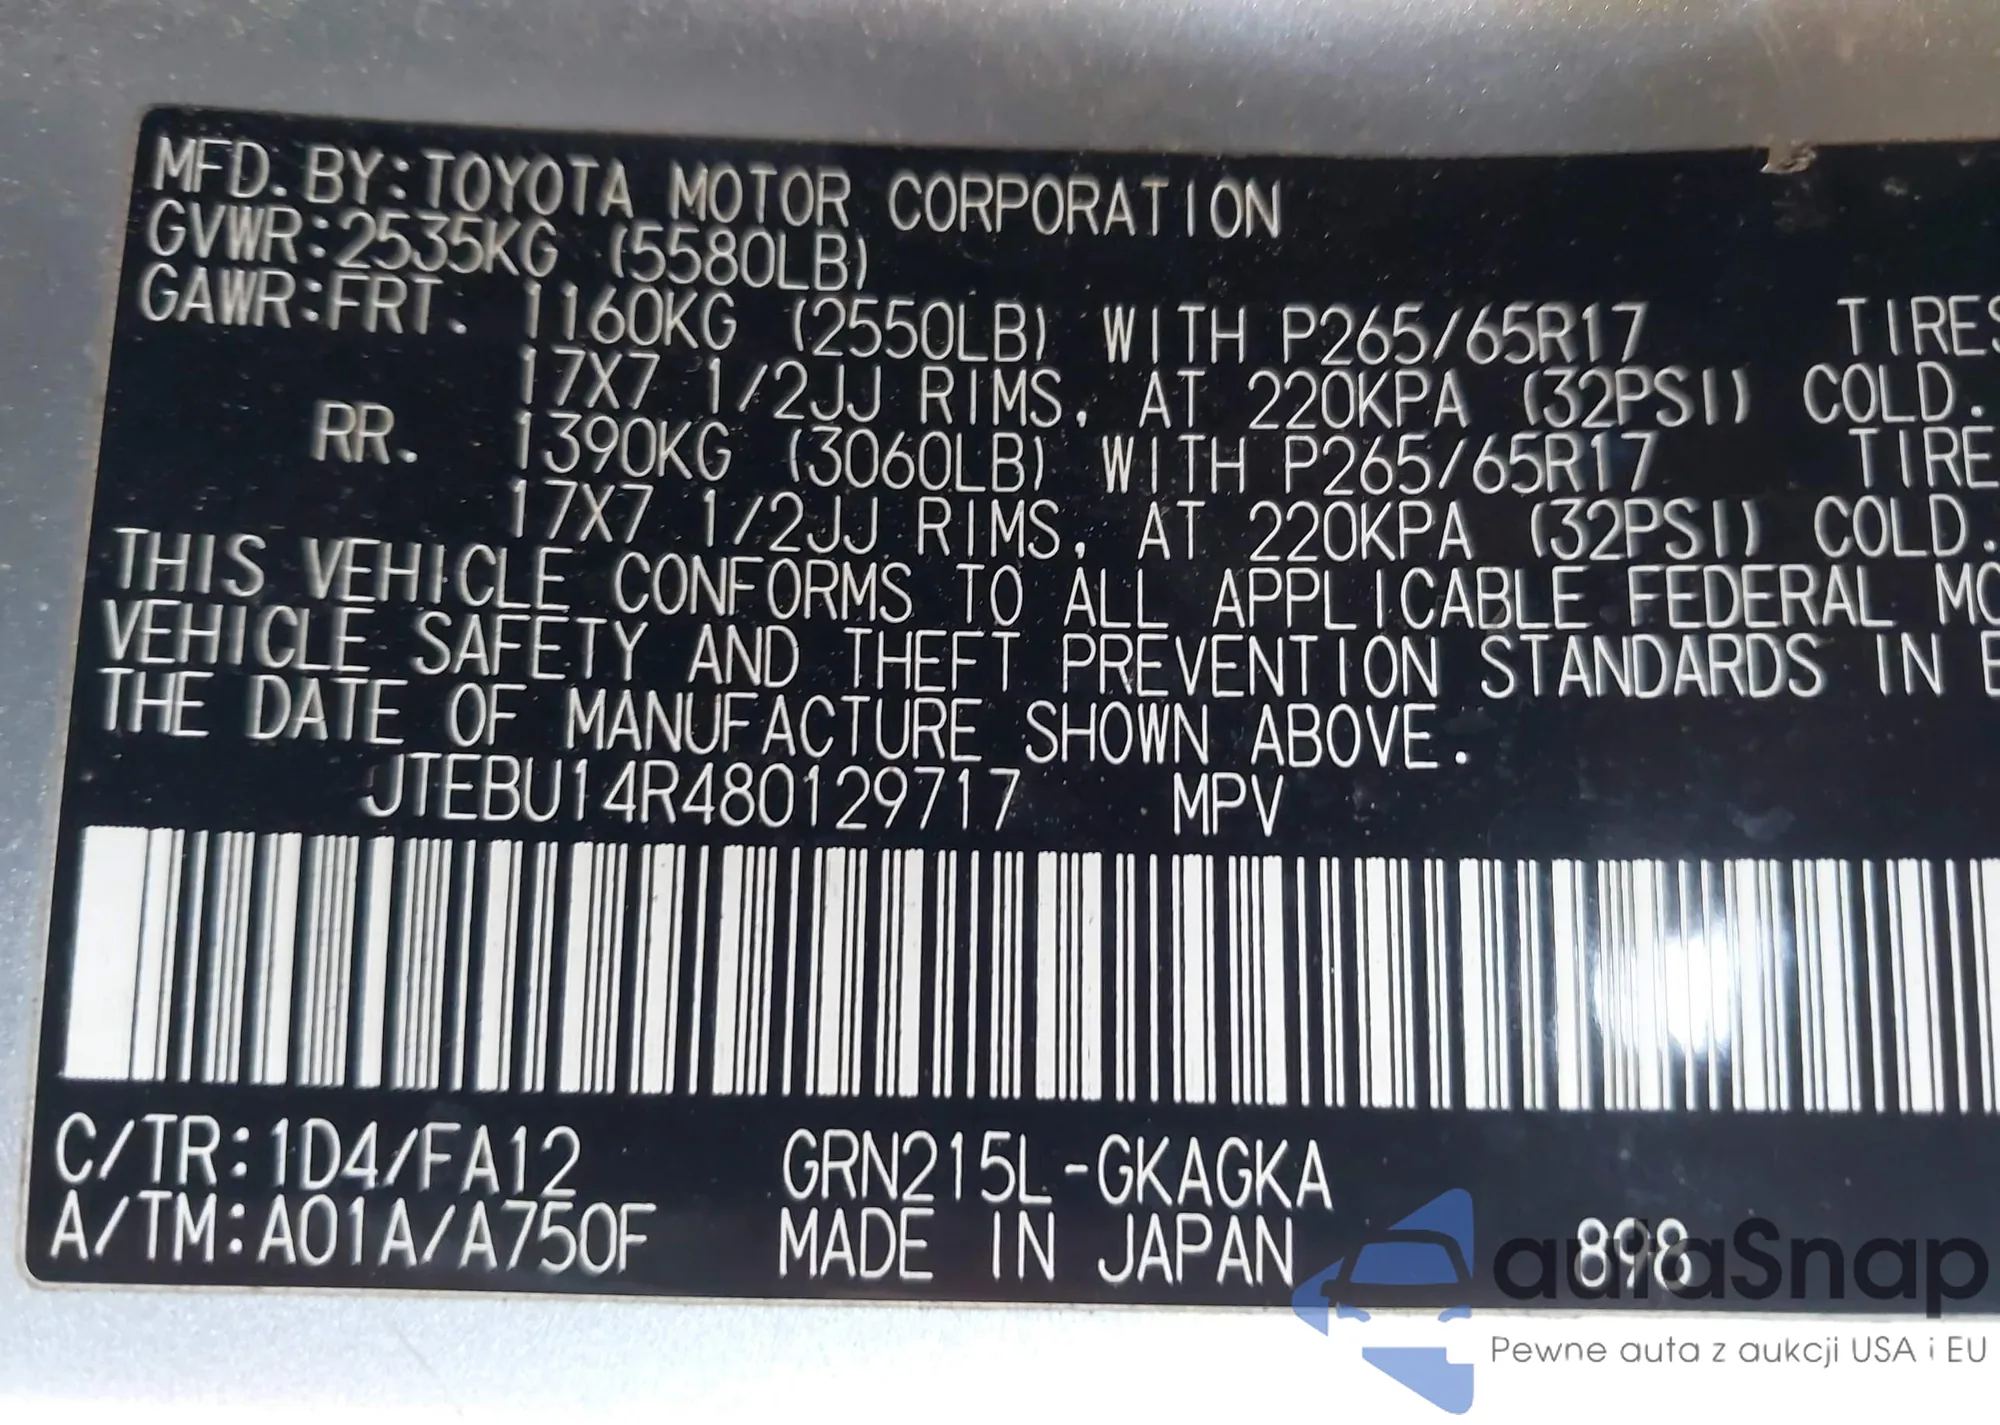 MFD. BY: TOYOTA MOTOR CORPORATION
GVWR: 2535KG (5580LB)
GAWR: FRT. 1160KG (2550LB) WITH P265/65R17 TIRES
17X7 1/2JJ RIMS, AT 220KPA (32PSI) COLD.
RR. 1390KG (3060LB) WITH P265/65R17 TIRE
17X7 1/2JJ RIMS, AT 220KPA (32PSI) COLD.
THIS VEHICLE CONFORMS TO ALL APPLICABLE FEDERAL MO
VEHICLE SAFETY AND THEFT PREVENTION STANDARDS IN E
THE DATE OF MANUFACTURE SHOWN ABOVE.
JTEBU14R480129717 MPV
C/TR: 1D4/FA12 GRN215L-GKAGKA
A/TM: A01A/A750F MADE IN JAPAN 898
autaSnap
Pewne auta z aukcji USA i EU